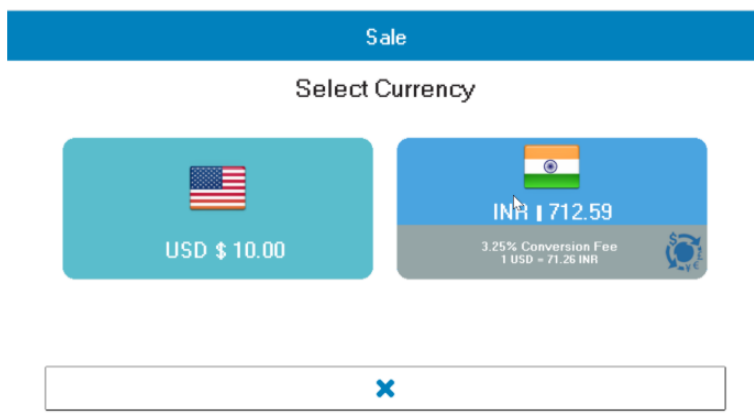 Sale
Select Currency
USD $ 10.00
INR 712.59
3.25% Conversion Fee
1 USD = 71.26 INR